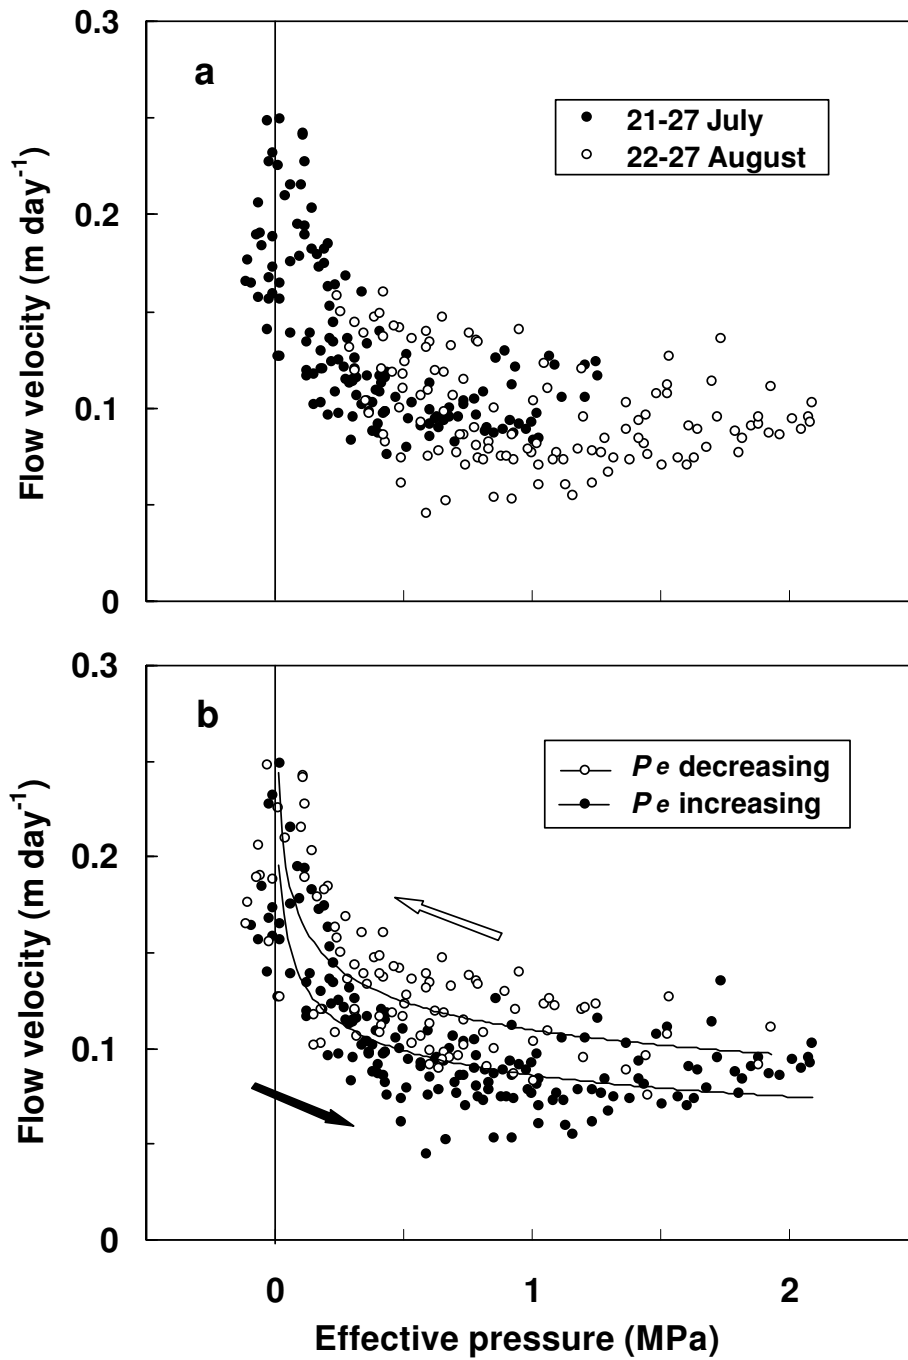 0.3
a
21-27 July
22-27 August
0.2
0.1
0
Flow velocity (m day-1)
0.3
b
Pe decreasing
Pe increasing
0.2
0.1
0
Flow velocity (m day-1)
0 1 2
Effective pressure (MPa)